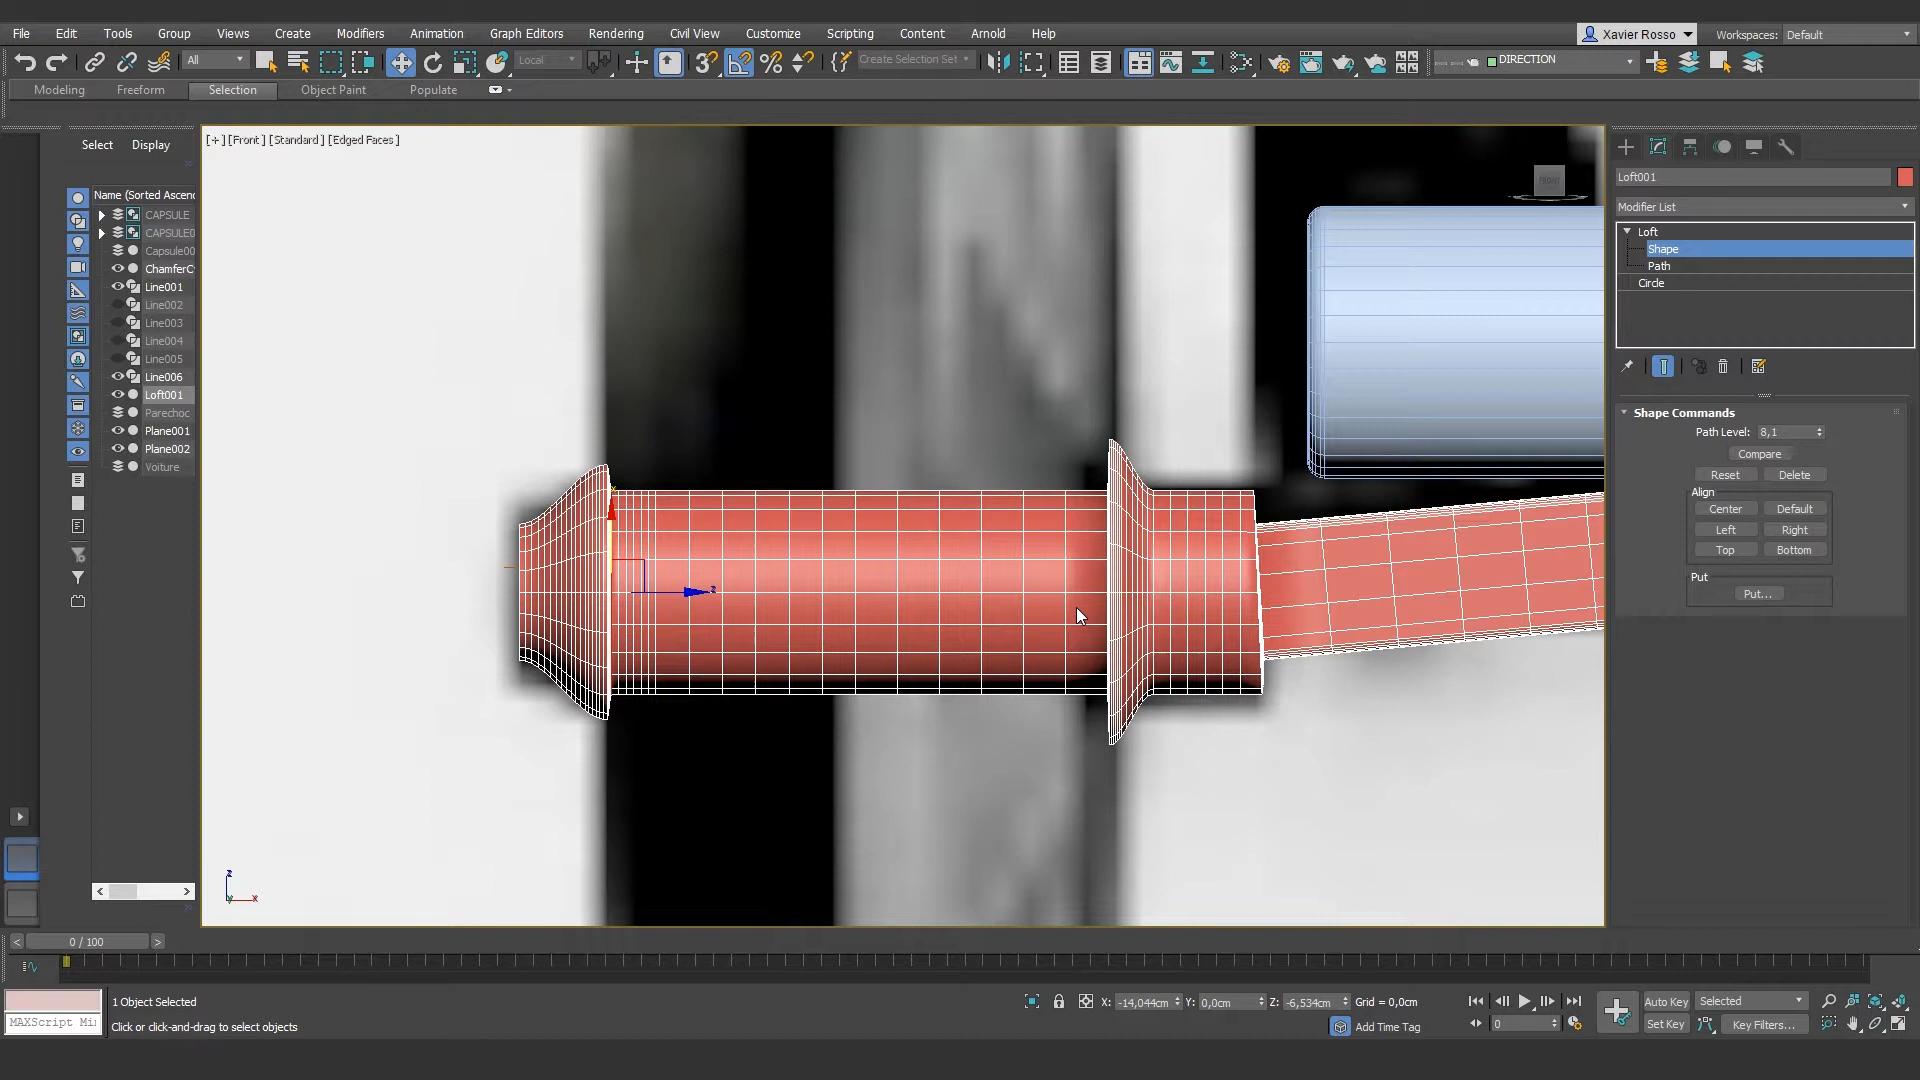 File Edit Tools Group Views Create Modifiers Animation Graph Editors Rendering Civil View Customize Scripting Content Arnold Help
Xavier Rosso Workspaces: Default
All Local Create Selection Set DIRECTION
Modeling Freeform Selection Object Paint Populate
Select Display
[+] [Front] [Standard] [Edged Faces]
Name (Sorted Ascend
CAPSULE
CAPSULE0
Capsule00
ChamferC
Line001
Line002
Line003
Line004
Line005
Line006
Loft001
Parechoc
Plane001
Plane002
Voiture
FRONT
z
x
z
x
Loft001
Modifier List
Loft
Shape
Path
Circle
Shape Commands
Path Level: 8,1
Compare
Reset Delete
Align
Center Default
Left Right
Top Bottom
Put
Put...
0 / 100
1 Object Selected
MAXScript Mi
Click or click-and-drag to select objects
X: -14,044cm Y: 0,0cm Z: -6,534cm Grid = 0,0cm
Add Time Tag
0
Auto Key Selected
Set Key Key Filters...